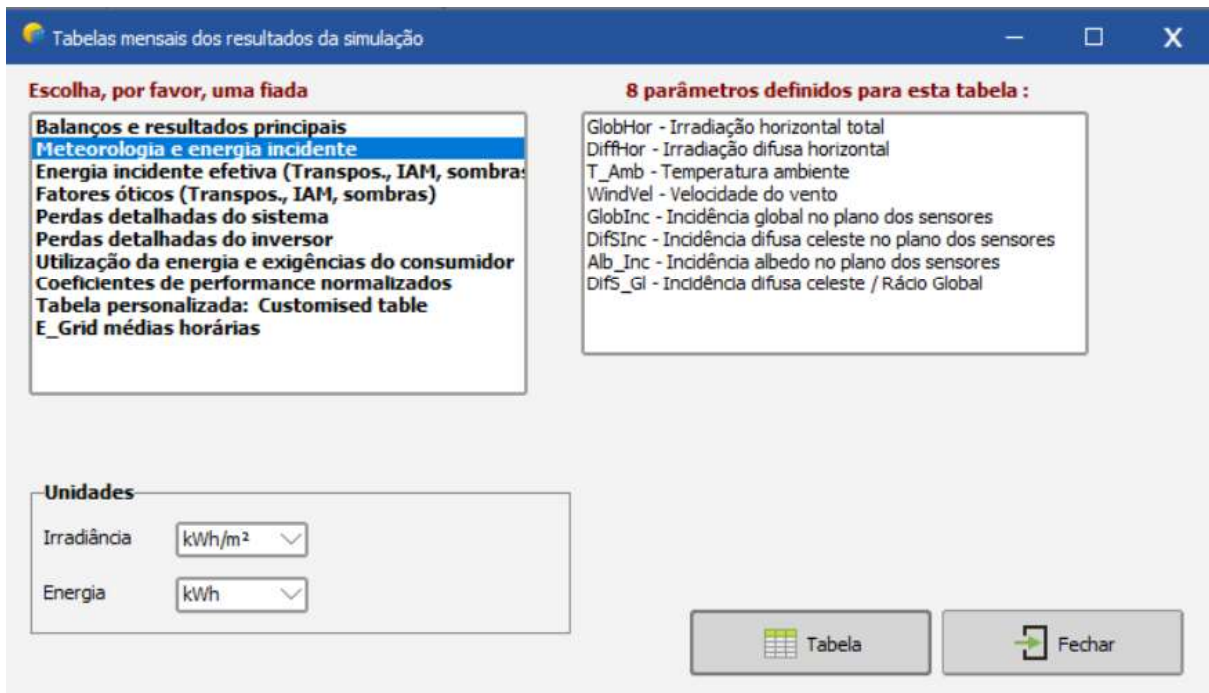 Tabelas mensais dos resultados da simulação
X
Escolha, por favor, uma fiada
Balanços e resultados principais
Meteorologia e energia incidente
Energia incidente efetiva (Transpos., IAM, sombras
Fatores óticos (Transpos., IAM, sombras)
Perdas detalhadas do sistema
Perdas detalhadas do inversor
Utilização da energia e exigências do consumidor
Coeficientes de performance normalizados
Tabela personalizada: Customised table
E_Grid médias horárias
8 parâmetros definidos para esta tabela :
GlobHor - Irradiação horizontal total
DiffHor - Irradiação difusa horizontal
T_Amb - Temperatura ambiente
WindVel - Velocidade do vento
GlobInc - Incidência global no plano dos sensores
DifSInc - Incidência difusa celeste no plano dos sensores
Alb_Inc - Incidência albedo no plano dos sensores
DifS_Gl - Incidência difusa celeste / Rácio Global
Unidades
Irradiância kWh/m²
Energia kWh
Tabela
Fechar